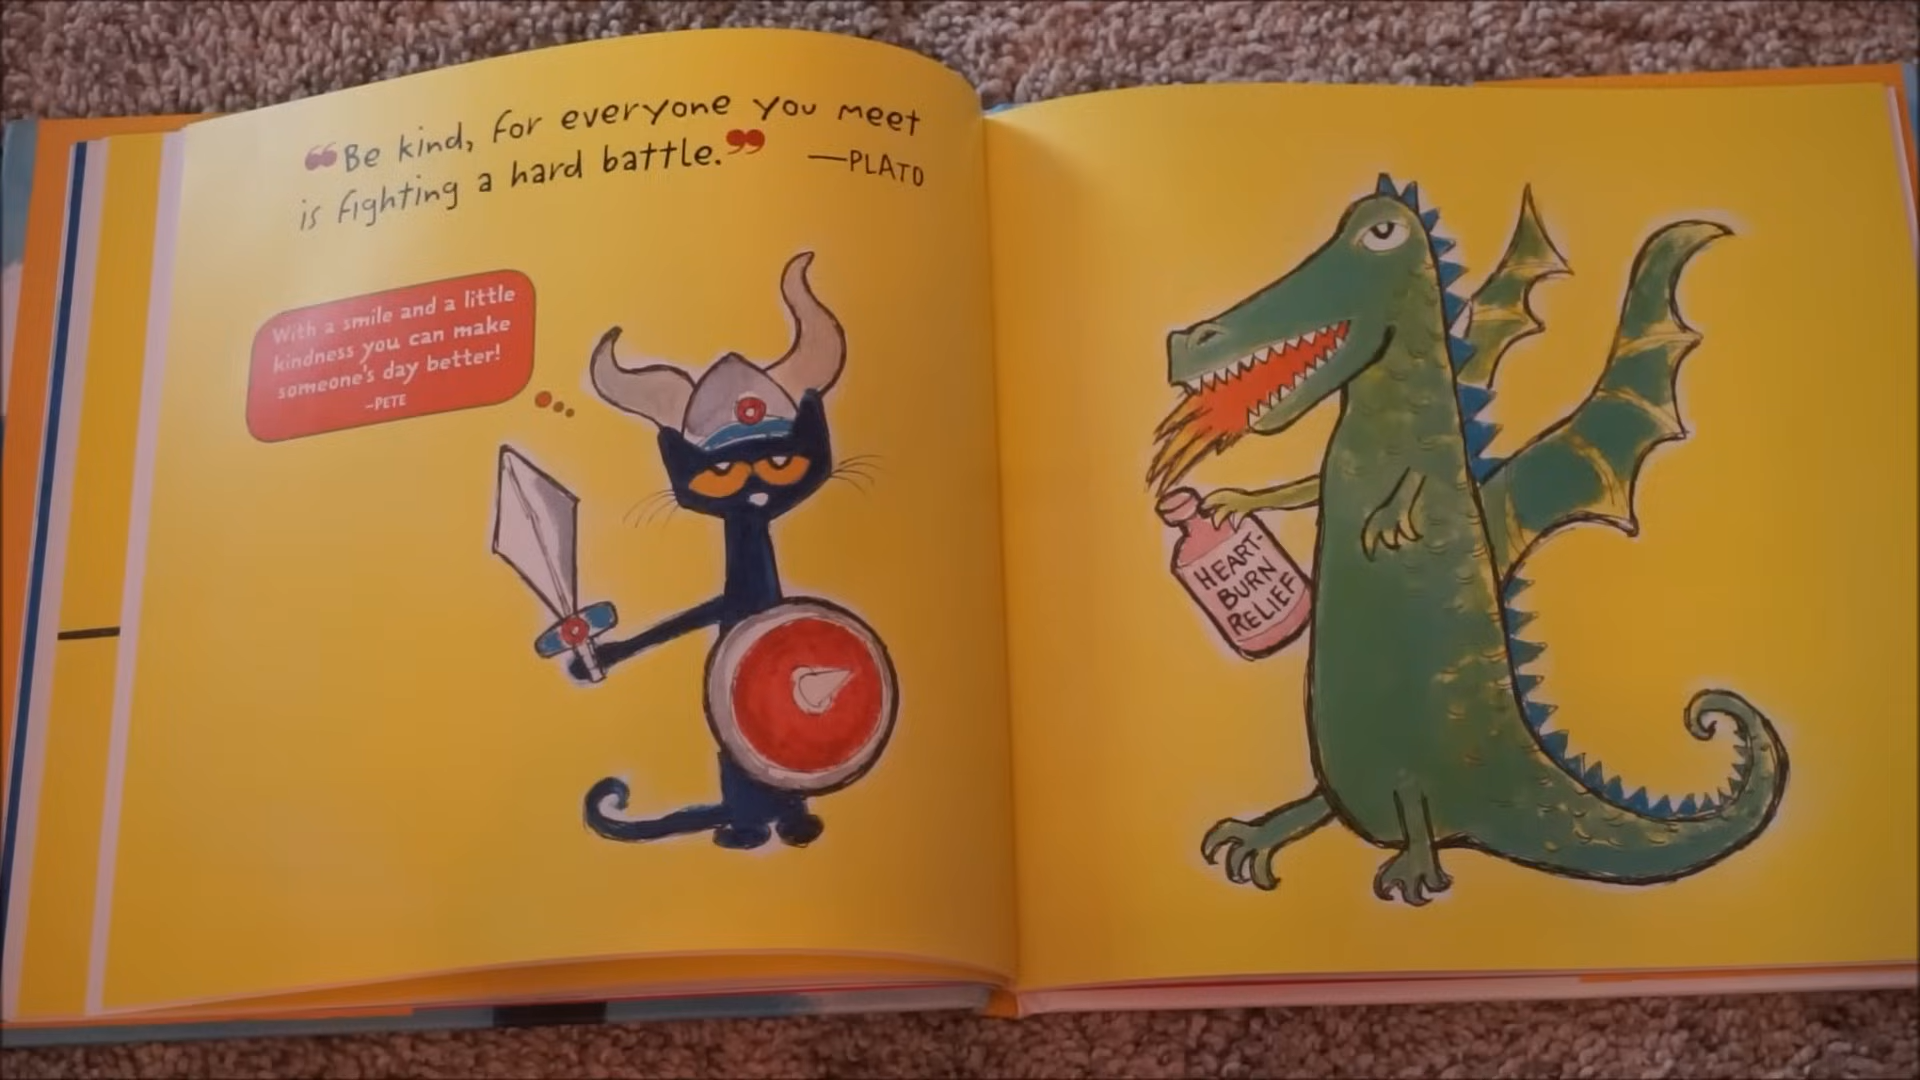 “Be kind, for everyone you meet
is fighting a hard battle.”
—PLATO
With a smile and a little
kindness you can make
someone's day better!
–PETE
HEART-
BURN
RELIEF